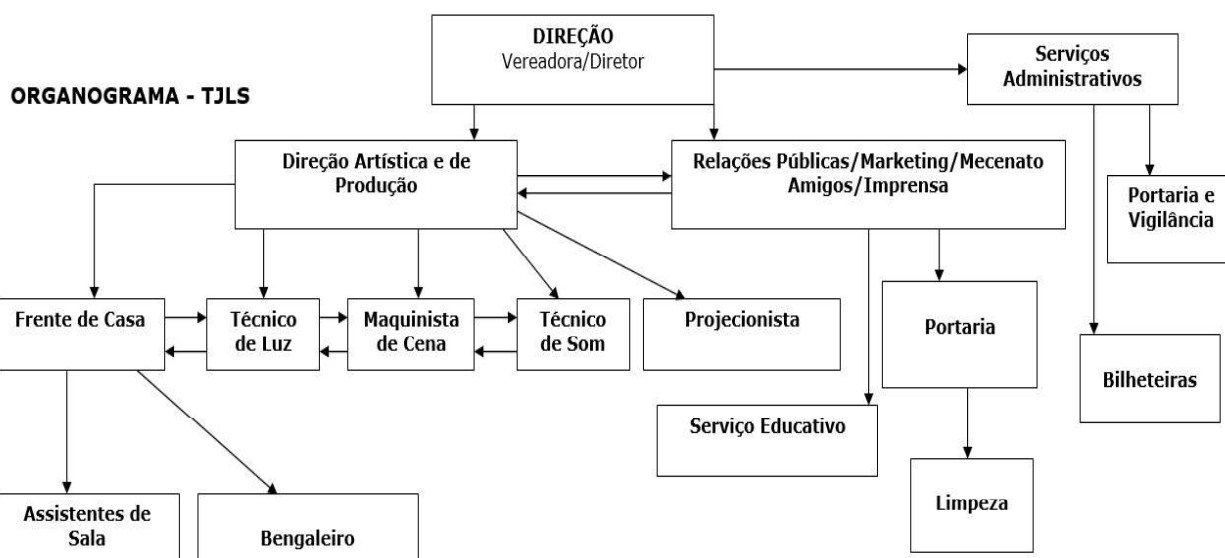 DIREÇÃO
Vereadora/Diretor
Serviços
Administrativos
ORGANOGRAMA - TJLS
Direção Artística e de
Produção
Relações Públicas/Marketing/Mecenato
Amigos/Imprensa
Portaria e
Vigilância
Frente de Casa
Técnico
de Luz
Maquinista
de Cena
Técnico
de Som
Projecionista
Portaria
Bilheteiras
Serviço Educativo
Limpeza
Assistentes de
Sala
Bengaleiro